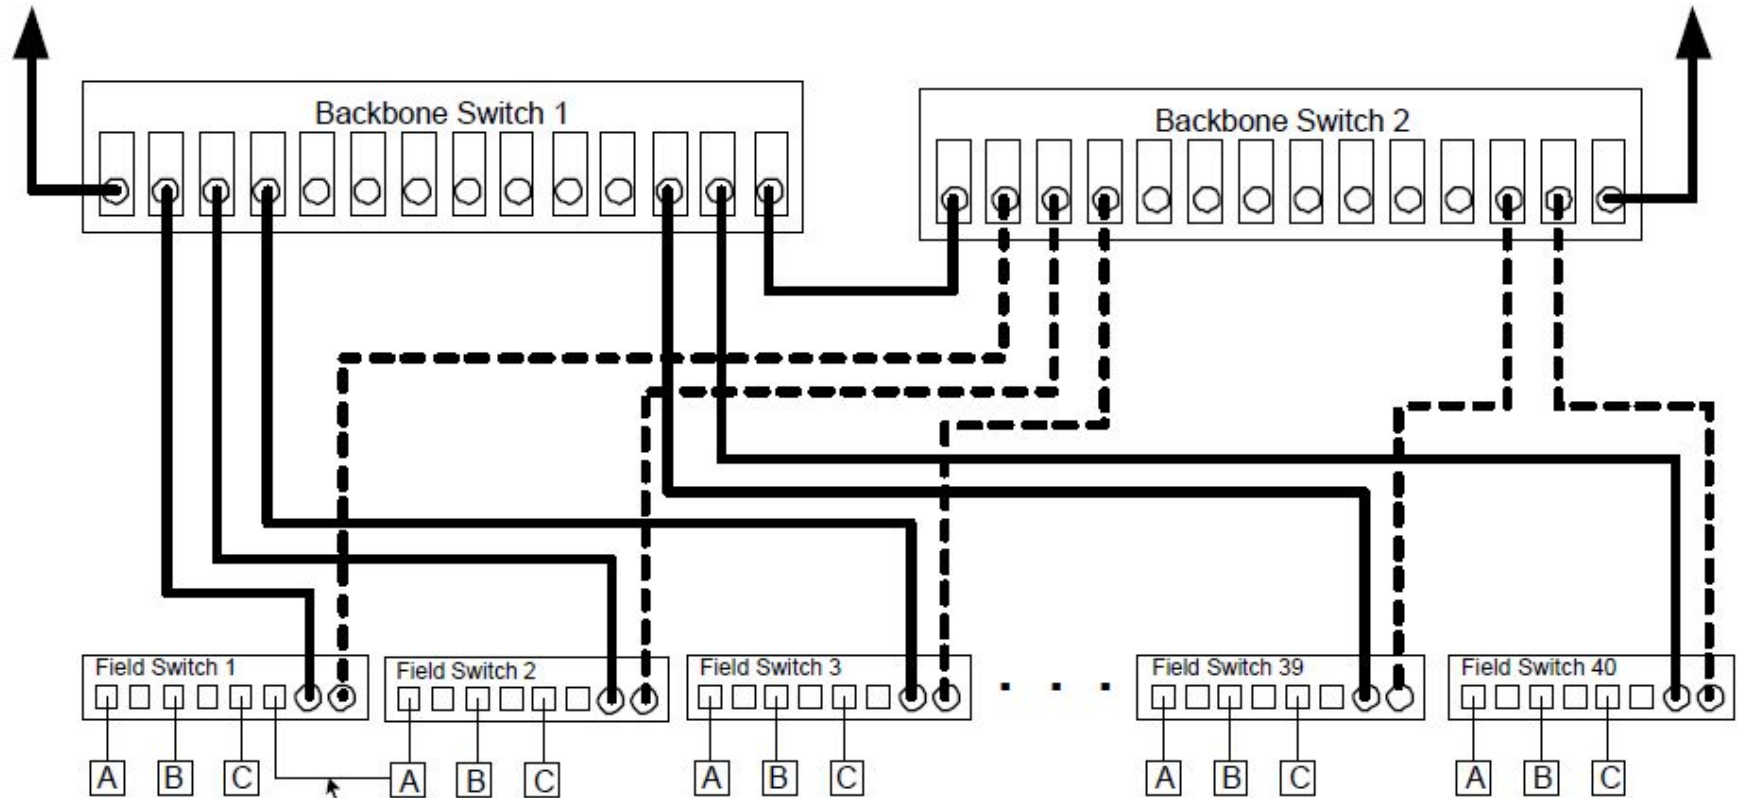 Backbone Switch 1
Backbone Switch 2
Field Switch 1
Field Switch 2
Field Switch 3
. . .
Field Switch 39
Field Switch 40
A B C
A B C
A B C
A B C
A B C